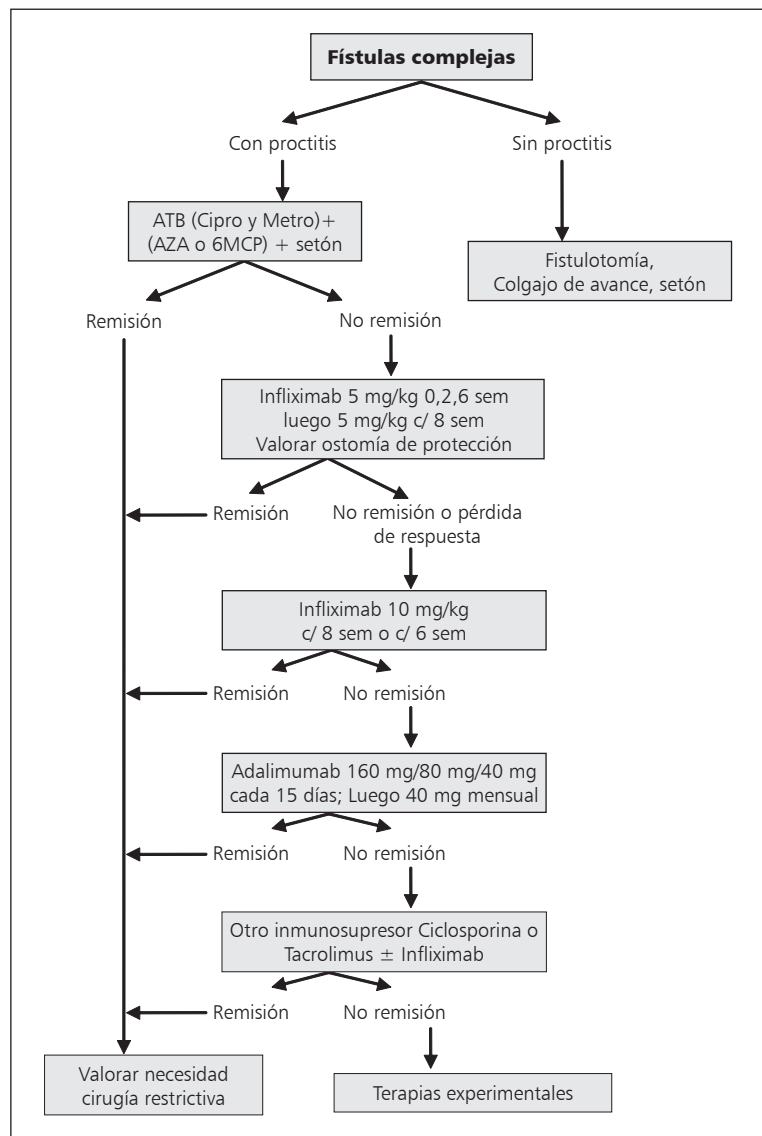 Fístulas complejas
Con proctitis
Sin proctitis
ATB (Cipro y Metro)+
(AZA o 6MCP) + setón
Fistulotomía,
Colgajo de avance, setón
Remisión
No remisión
Infliximab 5 mg/kg 0,2,6 sem
luego 5 mg/kg c/ 8 sem
Valorar ostomía de protección
Remisión
No remisión o pérdida
de respuesta
Infliximab 10 mg/kg
c/ 8 sem o c/ 6 sem
Remisión
No remisión
Adalimumab 160 mg/80 mg/40 mg
cada 15 días; Luego 40 mg mensual
Remisión
No remisión
Otro inmunosupresor Ciclosporina o
Tacrolimus ± Infliximab
Remisión
No remisión
Valorar necesidad
cirugía restrictiva
Terapias experimentales